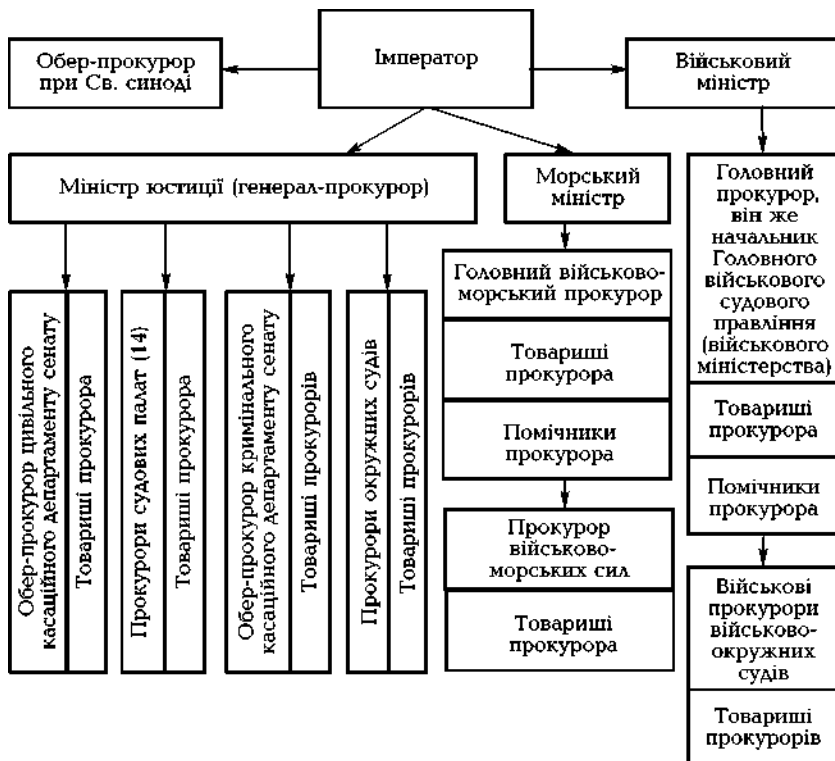 Обер-прокурор
при Св. синоді
Імператор
Військовий
міністр
Міністр юстиції (генерал-прокурор)
Морський
міністр
Головний
прокурор,
він же
начальник
Головного
військового
судового
правління
(військового
міністерства)
Обер-прокурор цивільного
касаційного департаменту сенату
Товариші прокурора
Прокурори судових палат (14)
Товариші прокурора
Обер-прокурор кримінального
касаційного департаменту сенату
Товариші прокурорів
Прокурори окружних судів
Товариші прокурорів
Головний військово-
морський прокурор
Товариші
прокурора
Помічники
прокурора
Прокурор
військово-
морських сил
Товариші
прокурора
Товариші
прокурора
Помічники
прокурора
Військові
прокурори
військово-
окружних
судів
Товариші
прокурорів